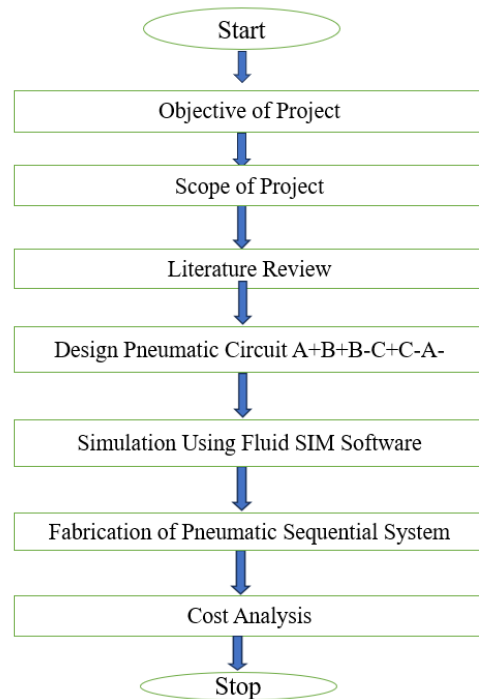 Start
Objective of Project
Scope of Project
Literature Review
Design Pneumatic Circuit A+B+B-C+C-A-
Simulation Using Fluid SIM Software
Fabrication of Pneumatic Sequential System
Cost Analysis
Stop